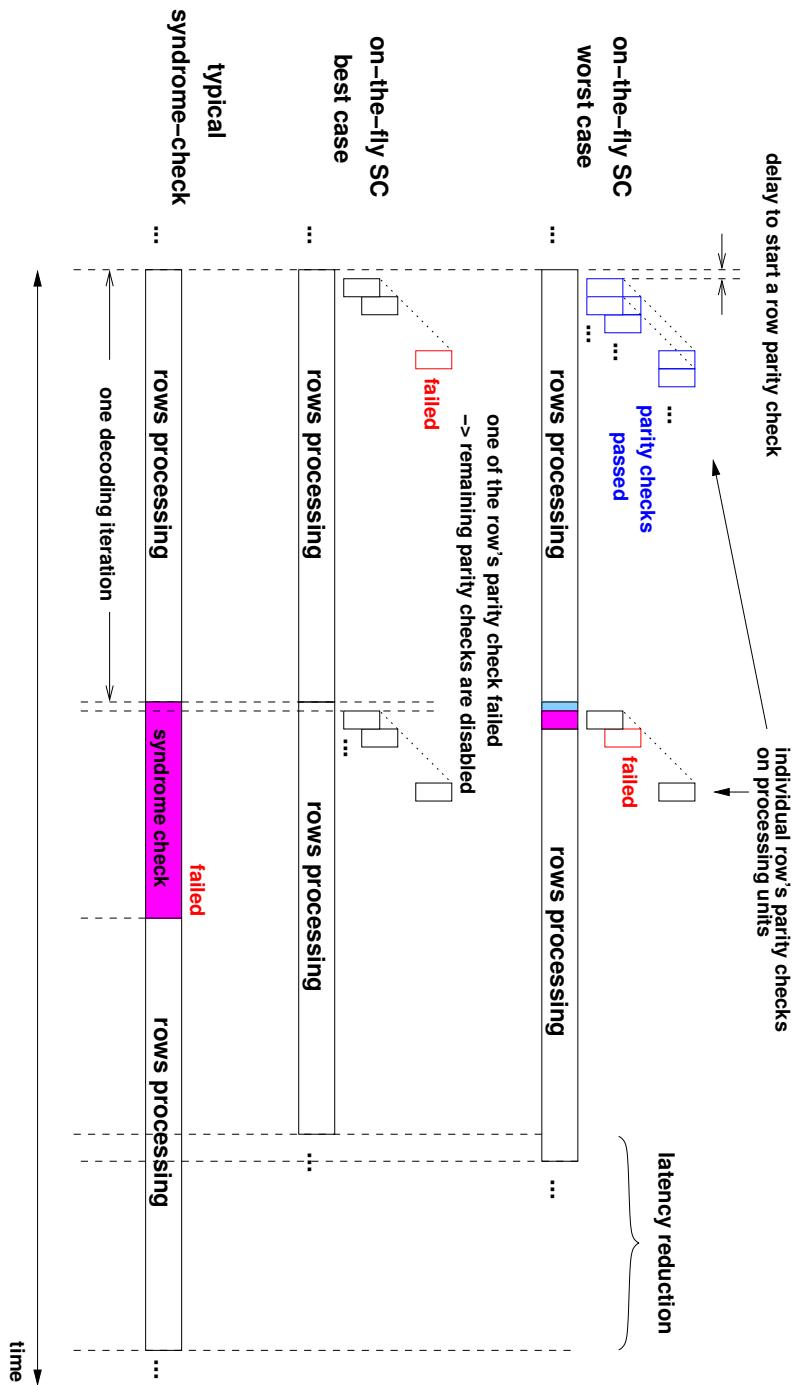 delay to start a row parity check
individual row's parity checks
on processing units
on–the–fly SC
worst case
...
...
...
...
parity checks
passed
failed
rows processing
rows processing
...
latency reduction
on–the–fly SC
best case
...
failed
one of the row's parity check failed
–> remaining parity checks are disabled
...
rows processing
rows processing
...
typical
syndrome–check
...
failed
rows processing
syndrome check
rows processing
...
one decoding iteration
time